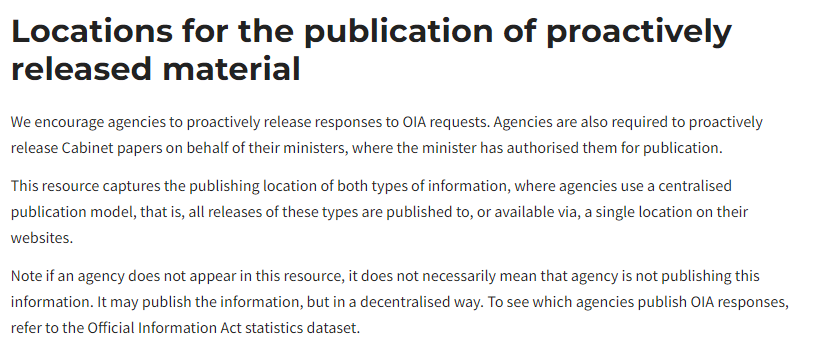 Locations for the publication of proactively
released material
We encourage agencies to proactively release responses to OIA requests. Agencies are also required to proactively
release Cabinet papers on behalf of their ministers, where the minister has authorised them for publication.
This resource captures the publishing location of both types of information, where agencies use a centralised
publication model, that is, all releases of these types are published to, or available via, a single location on their
websites.
Note if an agency does not appear in this resource, it does not necessarily mean that agency is not publishing this
information. It may publish the information, but in a decentralised way. To see which agencies publish OIA responses,
refer to the Official Information Act statistics dataset.